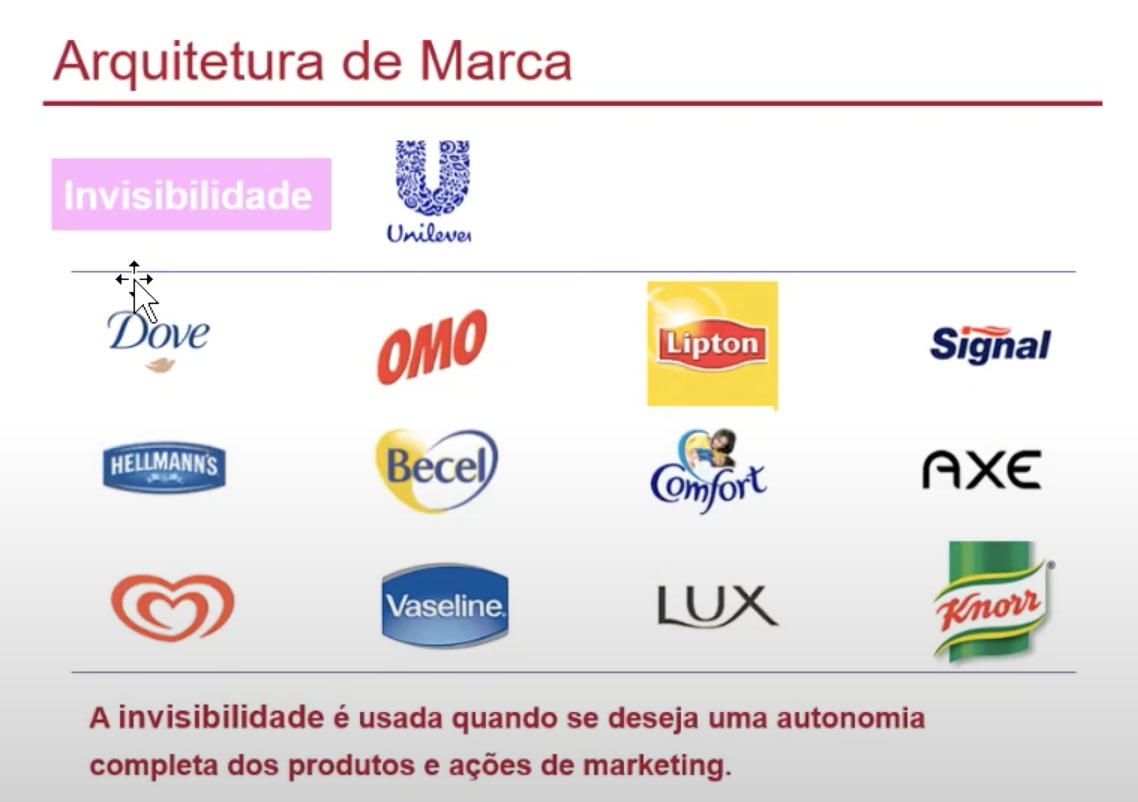 Arquitetura de Marca
Invisibilidade
Unilever
Dove
OMO
Lipton
Signal
HELLMANN'S
Becel
Comfort
AXE
Vaseline
LUX
Knorr®
A invisibilidade é usada quando se deseja uma autonomia
completa dos produtos e ações de marketing.